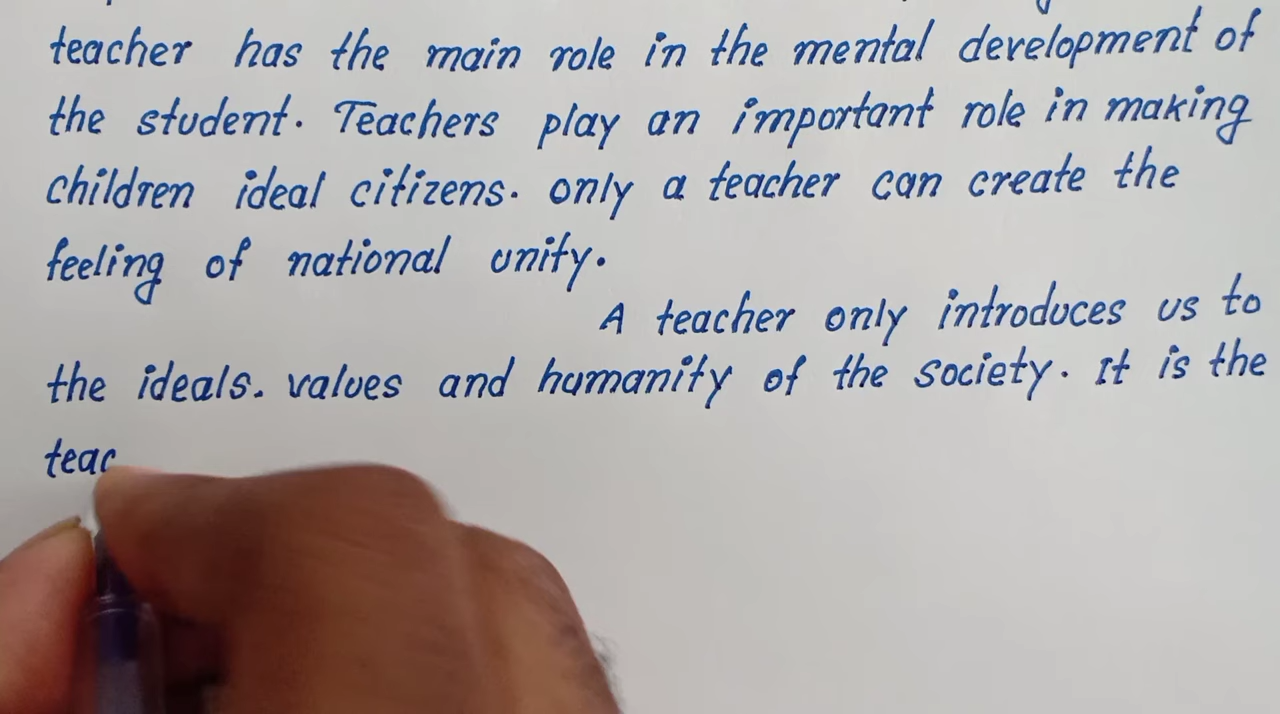 teacher has the main role in the mental development of
the student. Teachers play an important role in making
children ideal citizens. only a teacher can create the
feeling of national unity.
A teacher only introduces us to
the ideals. values and humanity of the society. It is the
teac